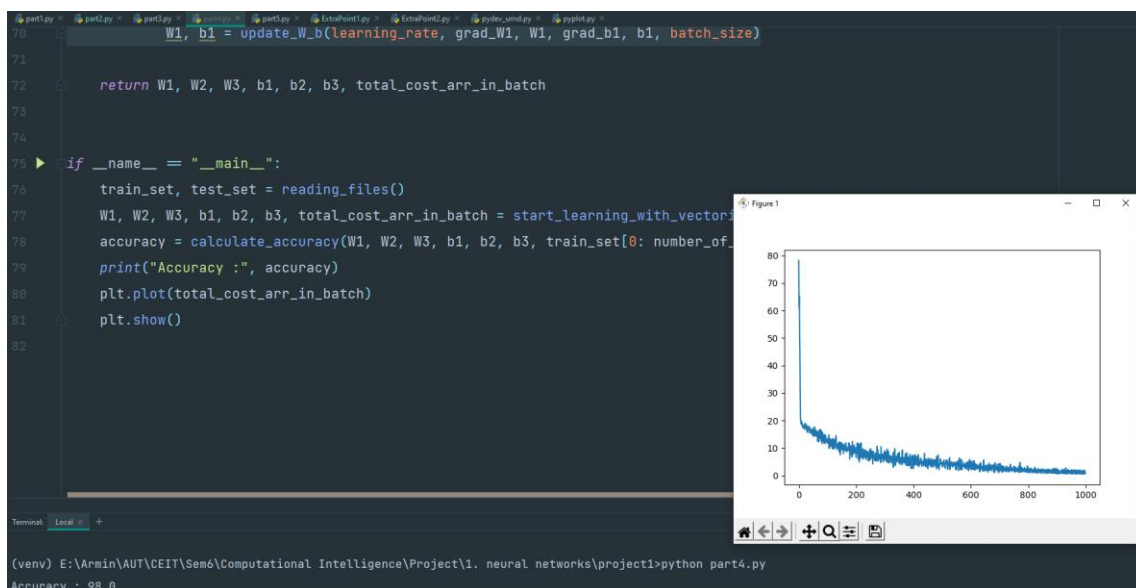 part1.py × part2.py × part3.py × part4.py × part5.py × ExtraPoint1.py × ExtraPoint2.py × pydev_umd.py × pyplot.py ×
70 W1, b1 = update_W_b(learning_rate, grad_W1, W1, grad_b1, b1, batch_size)
71
72 return W1, W2, W3, b1, b2, b3, total_cost_arr_in_batch
73
74
75 if __name__ == "__main__":
76 train_set, test_set = reading_files()
77 W1, W2, W3, b1, b2, b3, total_cost_arr_in_batch = start_learning_with_vectori
78 accuracy = calculate_accuracy(W1, W2, W3, b1, b2, b3, train_set[0: number_of_
79 print("Accuracy :", accuracy)
80 plt.plot(total_cost_arr_in_batch)
81 plt.show()
82
Figure 1
80
70
60
50
40
30
20
10
0
0 200 400 600 800 1000
Terminal: Local × +
(venv) E:\Armin\AUT\CEIT\Sem6\Computational Intelligence\Project\1. neural networks\project1>python part4.py
Accuracy : 98.0